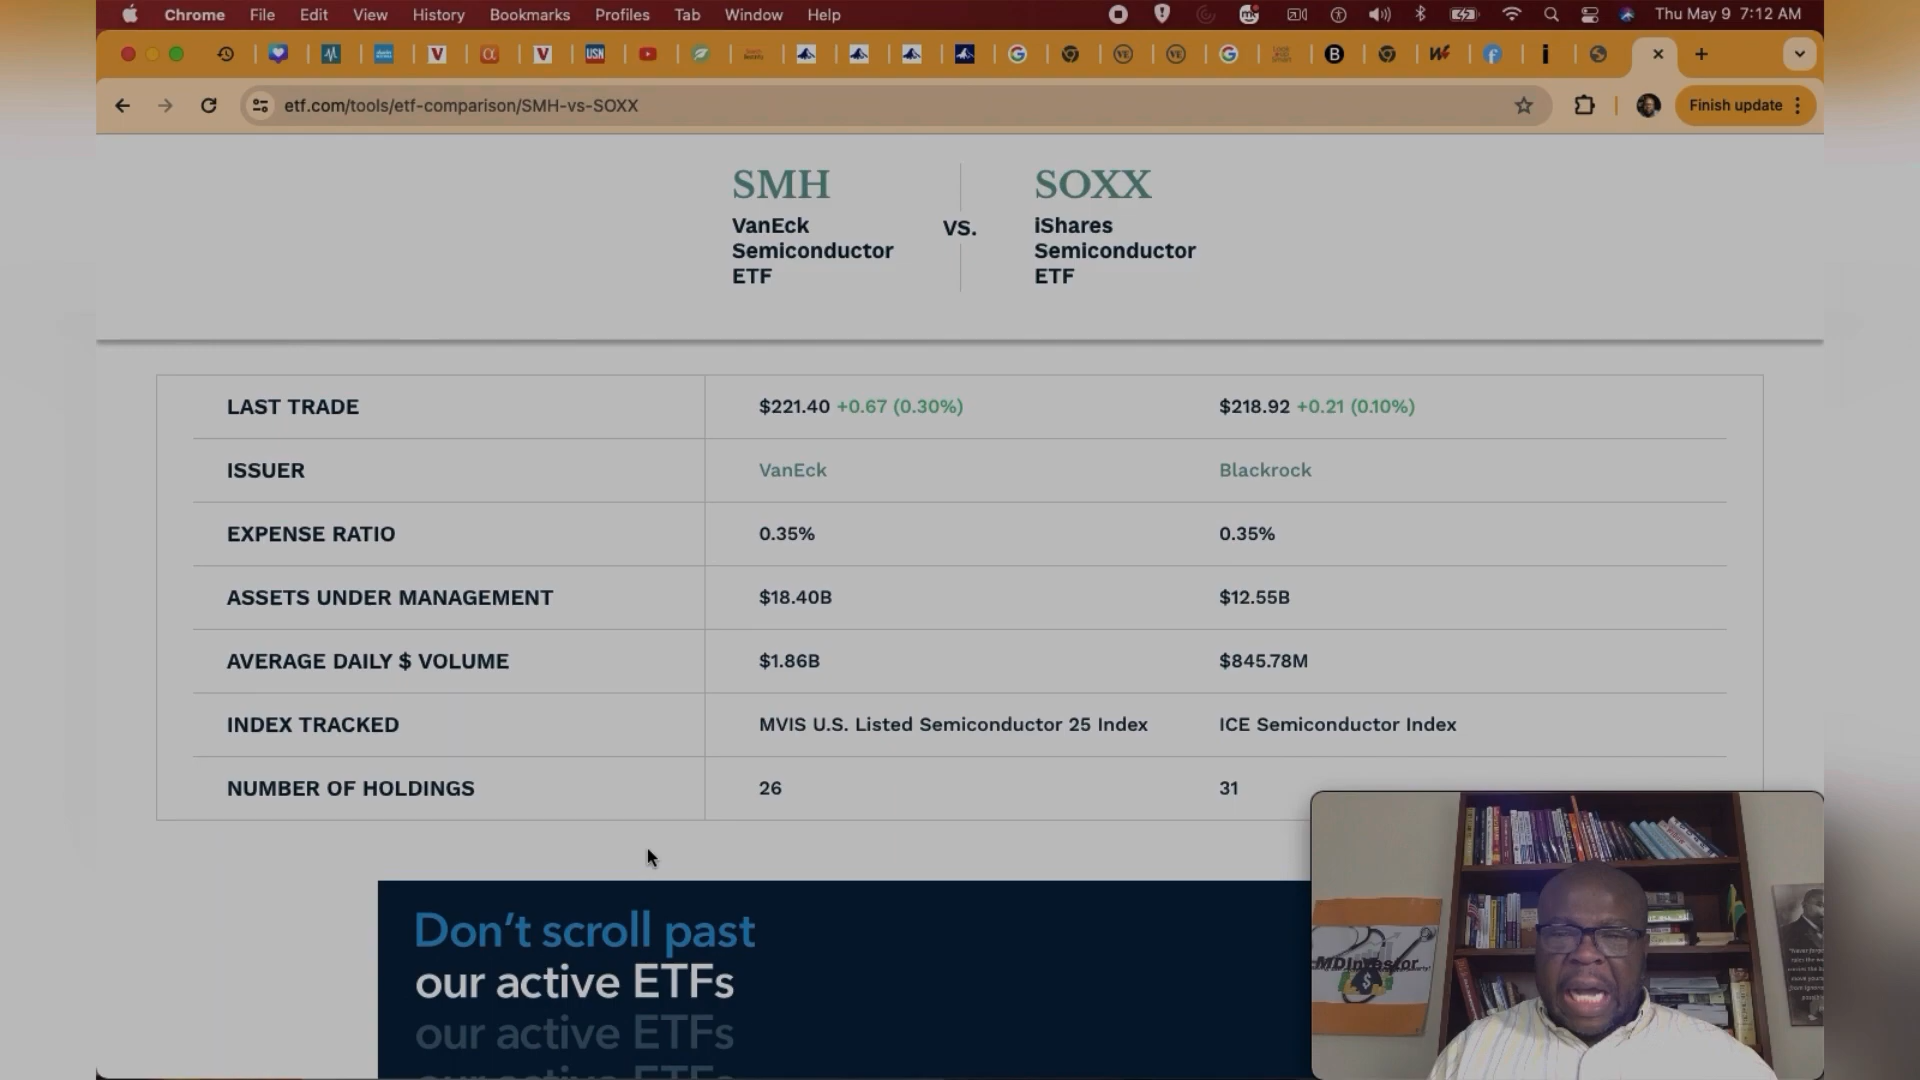 Chrome File Edit View History Bookmarks Profiles Tab Window Help Thu May 9 7:12 AM
etf.com/tools/etf-comparison/SMH-vs-SOXX Finish update
SMH
VanEck
Semiconductor
ETF
VS.
SOXX
iShares
Semiconductor
ETF
LAST TRADE $221.40 +0.67 (0.30%) $218.92 +0.21 (0.10%)
ISSUER VanEck Blackrock
EXPENSE RATIO 0.35% 0.35%
ASSETS UNDER MANAGEMENT $18.40B $12.55B
AVERAGE DAILY $ VOLUME $1.86B $845.78M
INDEX TRACKED MVIS U.S. Listed Semiconductor 25 Index ICE Semiconductor Index
NUMBER OF HOLDINGS 26 31
Don't scroll past
our active ETFs
our active ETFs
our active ETFs
MDInvestor